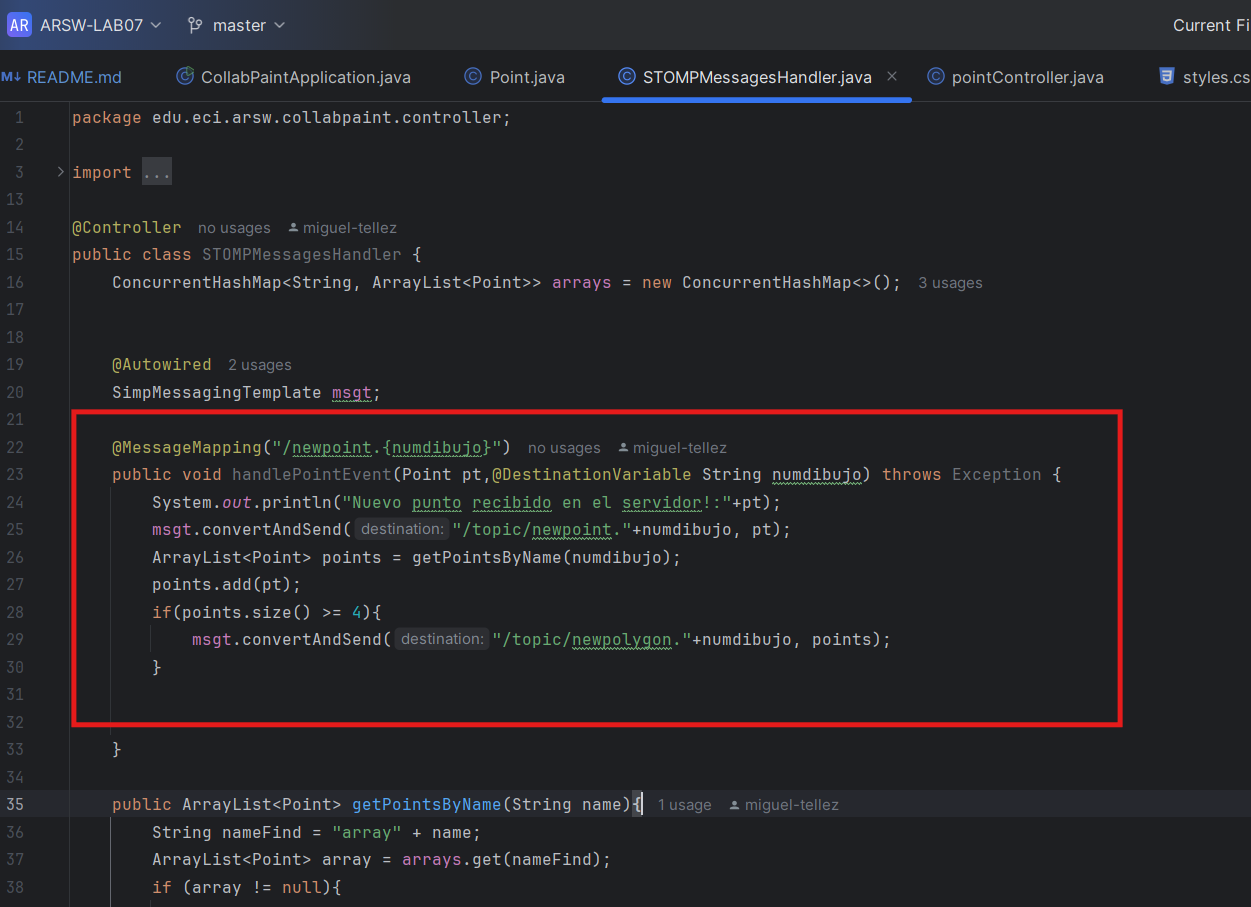 AR ARSW-LAB07 master Current Fi
M↓ README.md CollabPaintApplication.java Point.java STOMPMessagesHandler.java × pointController.java styles.cs
1 package edu.eci.arsw.collabpaint.controller;
2
3 import ...
13
14 @Controller no usages miguel-tellez
15 public class STOMPMessagesHandler {
16 ConcurrentHashMap<String, ArrayList<Point>> arrays = new ConcurrentHashMap<>(); 3 usages
17
18
19 @Autowired 2 usages
20 SimpMessagingTemplate msgt;
21
22 @MessageMapping("/newpoint.{numdibujo}") no usages miguel-tellez
23 public void handlePointEvent(Point pt,@DestinationVariable String numdibujo) throws Exception {
24 System.out.println("Nuevo punto recibido en el servidor!:"+pt);
25 msgt.convertAndSend( destination: "/topic/newpoint."+numdibujo, pt);
26 ArrayList<Point> points = getPointsByName(numdibujo);
27 points.add(pt);
28 if(points.size() >= 4){
29 msgt.convertAndSend( destination: "/topic/newpolygon."+numdibujo, points);
30 }
31
32
33 }
34
35 public ArrayList<Point> getPointsByName(String name){ 1 usage miguel-tellez
36 String nameFind = "array" + name;
37 ArrayList<Point> array = arrays.get(nameFind);
38 if (array != null){